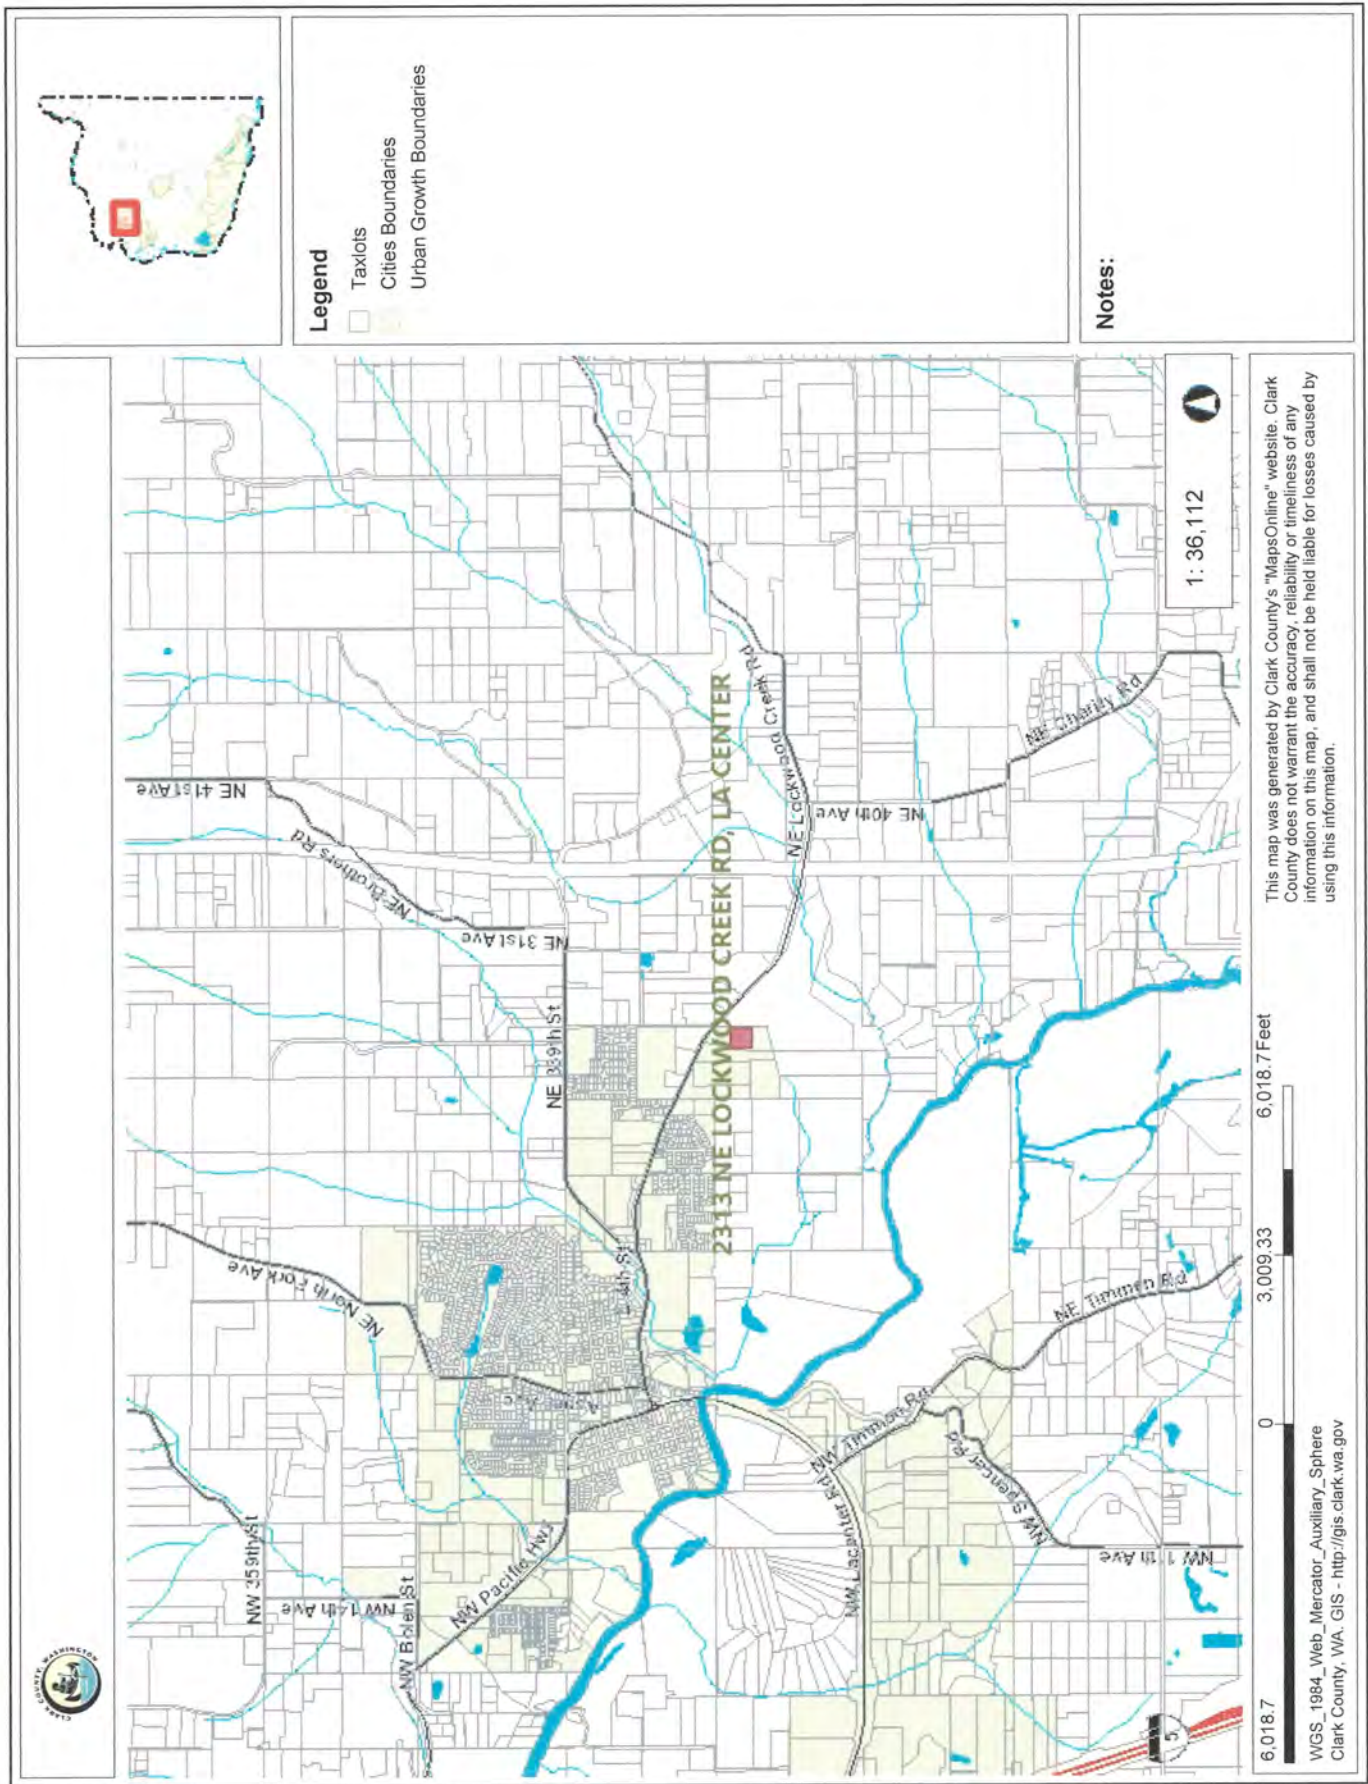 CLARK COUNTY, WASHINGTON
Legend
Taxlots
Cities Boundaries
Urban Growth Boundaries
Notes:
NE 41st Ave
NE Brothers Rd
NE 31st Ave
NE 339th St
NE North Fork Ave
NW 359th St
NW 14th Ave
NW Bolen St
NW Pacific Hwy
E 4th St
2313 NE LOCKWOOD CREEK RD, LA CENTER
NE Lockwood Creek Rd
NE 40th Ave
NE Charity Rd
NW Lacenter Rd
NW Timmen Rd
NE Timmen Rd
NW Spencer Rd
NW 11th Ave
5
1: 36,112
6,018.7
0
3,009.33
6,018.7 Feet
WGS_1984_Web_Mercator_Auxiliary_Sphere
Clark County, WA. GIS - http://gis.clark.wa.gov
This map was generated by Clark County's "MapsOnline" website. Clark
County does not warrant the accuracy, reliability or timeliness of any
information on this map, and shall not be held liable for losses caused by
using this information.